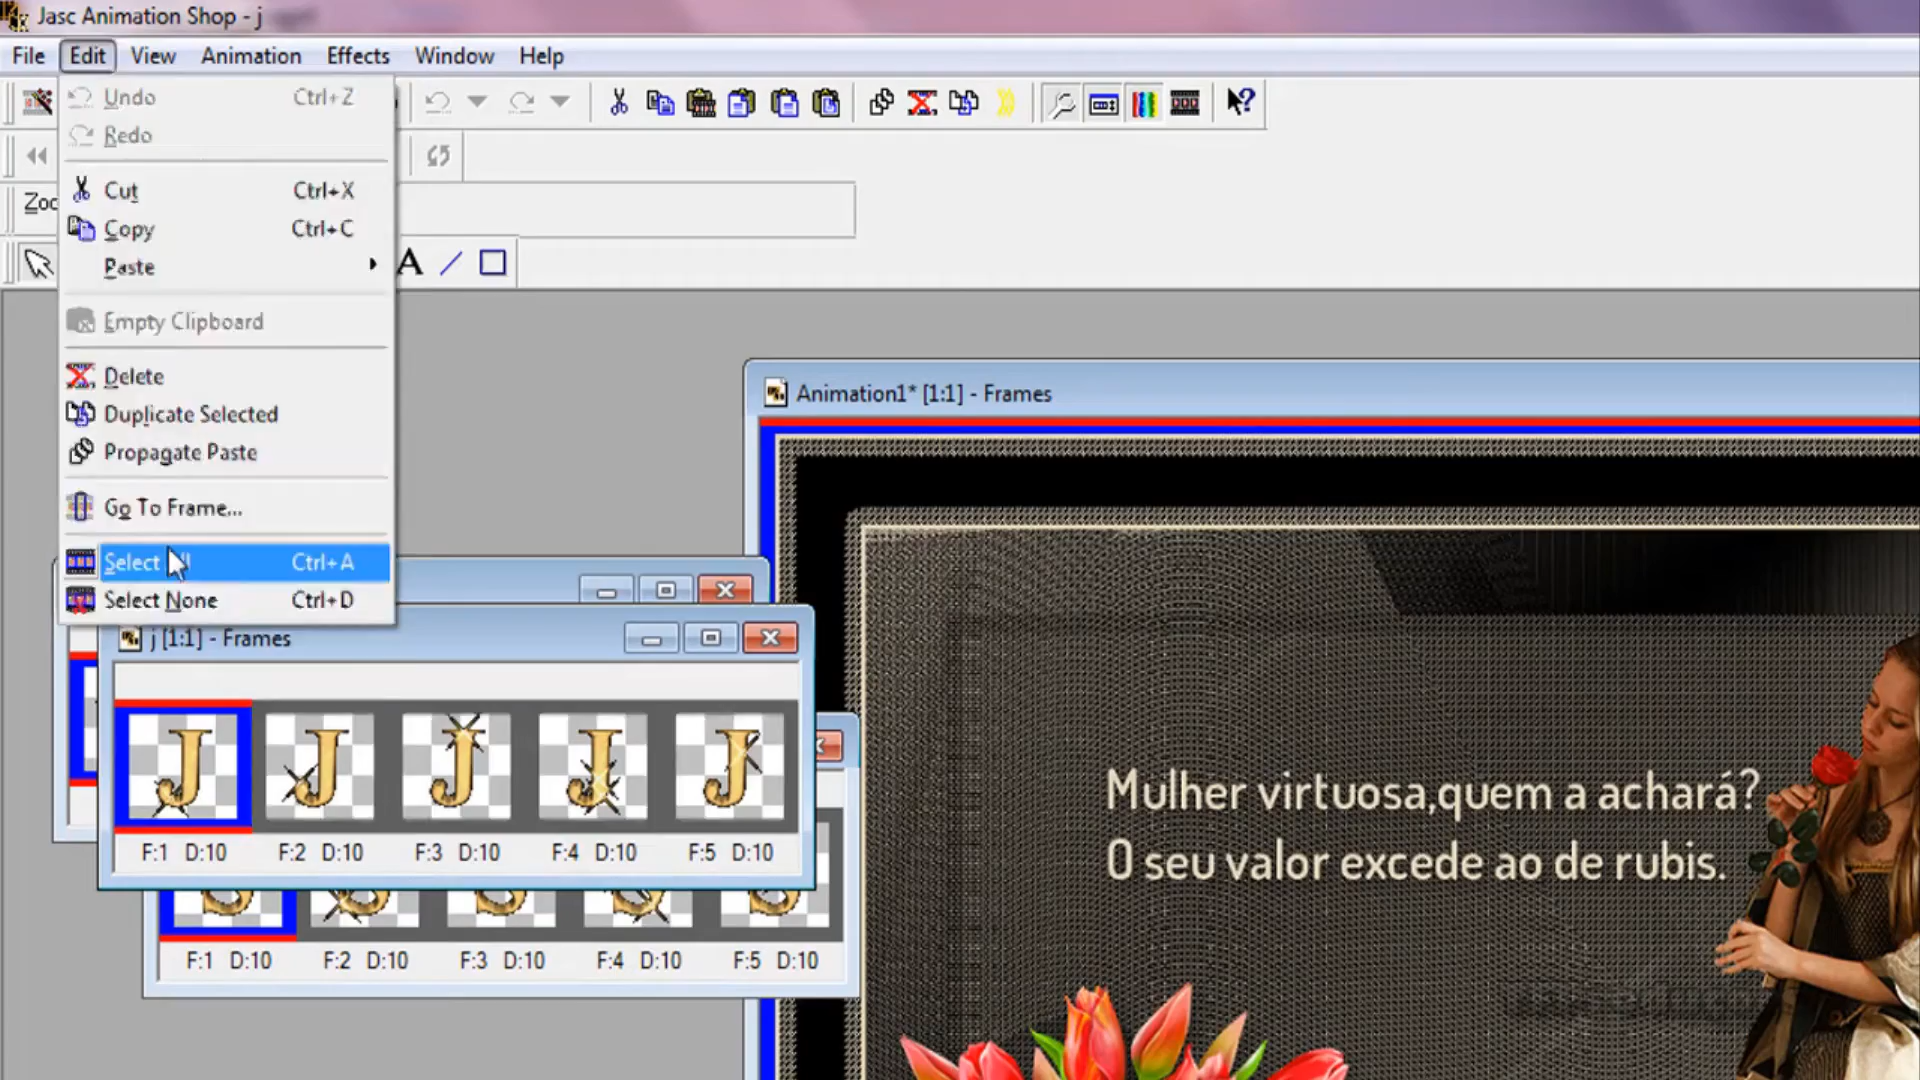 Jasc Animation Shop - j
File Edit View Animation Effects Window Help
Undo Ctrl+Z
Redo
Cut Ctrl+X
Copy Ctrl+C
Paste
Empty Clipboard
Delete
Duplicate Selected
Propagate Paste
Go To Frame...
Select All Ctrl+A
Select None Ctrl+D
A
Animation1* [1:1] - Frames
j [1:1] - Frames
J J J J J
F:1 D:10 F:2 D:10 F:3 D:10 F:4 D:10 F:5 D:10
F:1 D:10 F:2 D:10 F:3 D:10 F:4 D:10 F:5 D:10
Mulher virtuosa,quem a achará?
O seu valor excede ao de rubis.